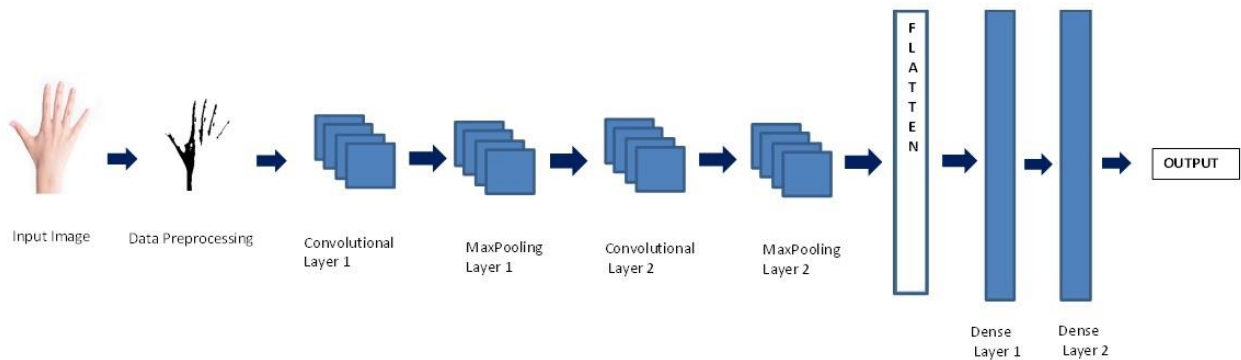 F
L
A
T
T
E
N
OUTPUT
Input Image
Data Preprocessing
Convolutional
Layer 1
MaxPooling
Layer 1
Convolutional
Layer 2
MaxPooling
Layer 2
Dense
Layer 1
Dense
Layer 2